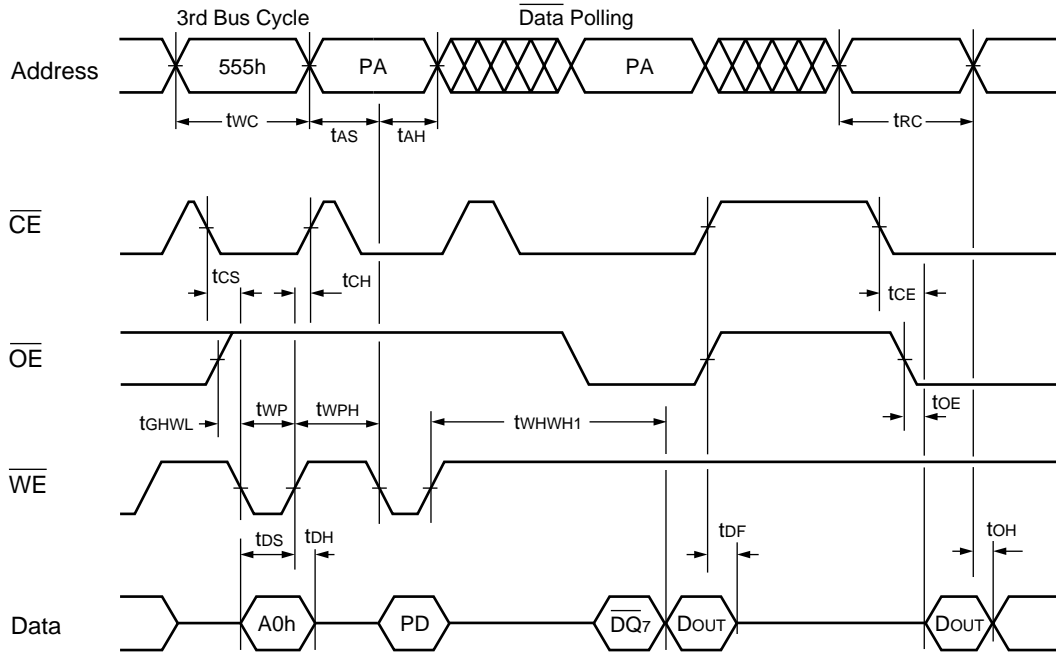 3rd Bus Cycle
Data Polling
Address
555h
PA
PA
tWC
tAS
tAH
tRC
CE
tCS
tCH
tCE
OE
tGHWL
tWP
tWPH
tWHWH1
tOE
WE
tDS
tDH
tDF
tOH
Data
A0h
PD
DQ7
DOUT
DOUT